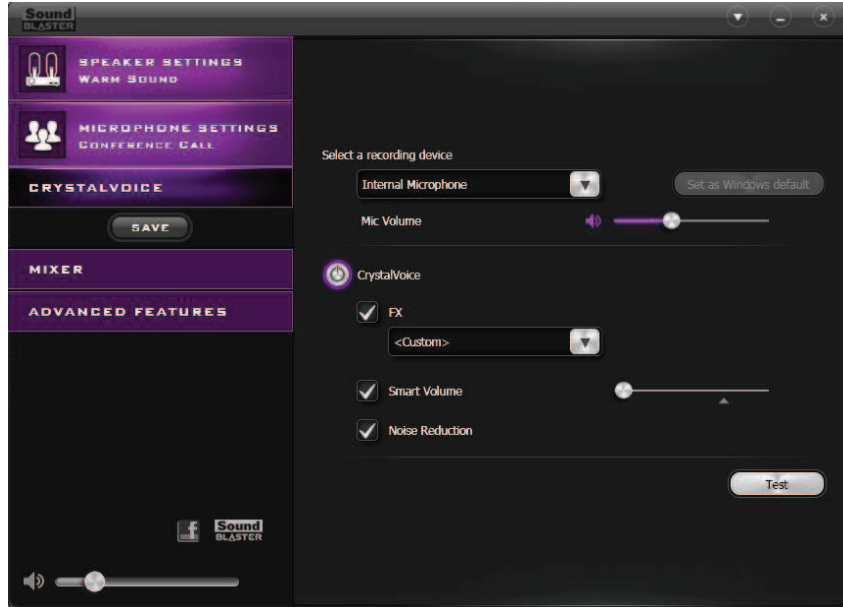 Sound
BLASTER
SPEAKER SETTINGS
WARM SOUND
MICROPHONE SETTINGS
CONFERENCE CALL
CRYSTALVOICE
SAVE
MIXER
ADVANCED FEATURES
Select a recording device
Internal Microphone
Set as Windows default
Mic Volume
CrystalVoice
FX
<Custom>
Smart Volume
Noise Reduction
Test
f
Sound
BLASTER